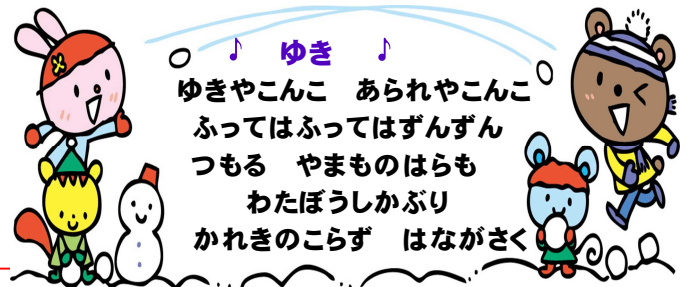 ♪ ゆき ♪
ゆきやこんこ あられやこんこ
ふってはふってはずんずん
つもる やまものはらも
わたぼうしかぶり
かれきのこらず はながさく